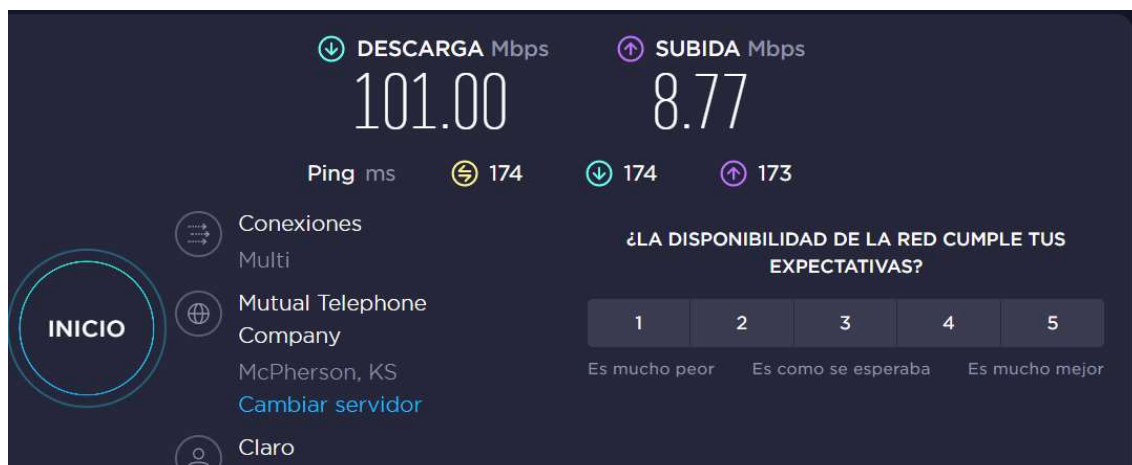 DESCARGA Mbps
101.00
SUBIDA Mbps
8.77
Ping ms 174 174 173
Conexiones
Multi
Mutual Telephone
Company
McPherson, KS
Cambiar servidor
Claro
INICIO
¿LA DISPONIBILIDAD DE LA RED CUMPLE TUS
EXPECTATIVAS?
1 2 3 4 5
Es mucho peor Es como se esperaba Es mucho mejor